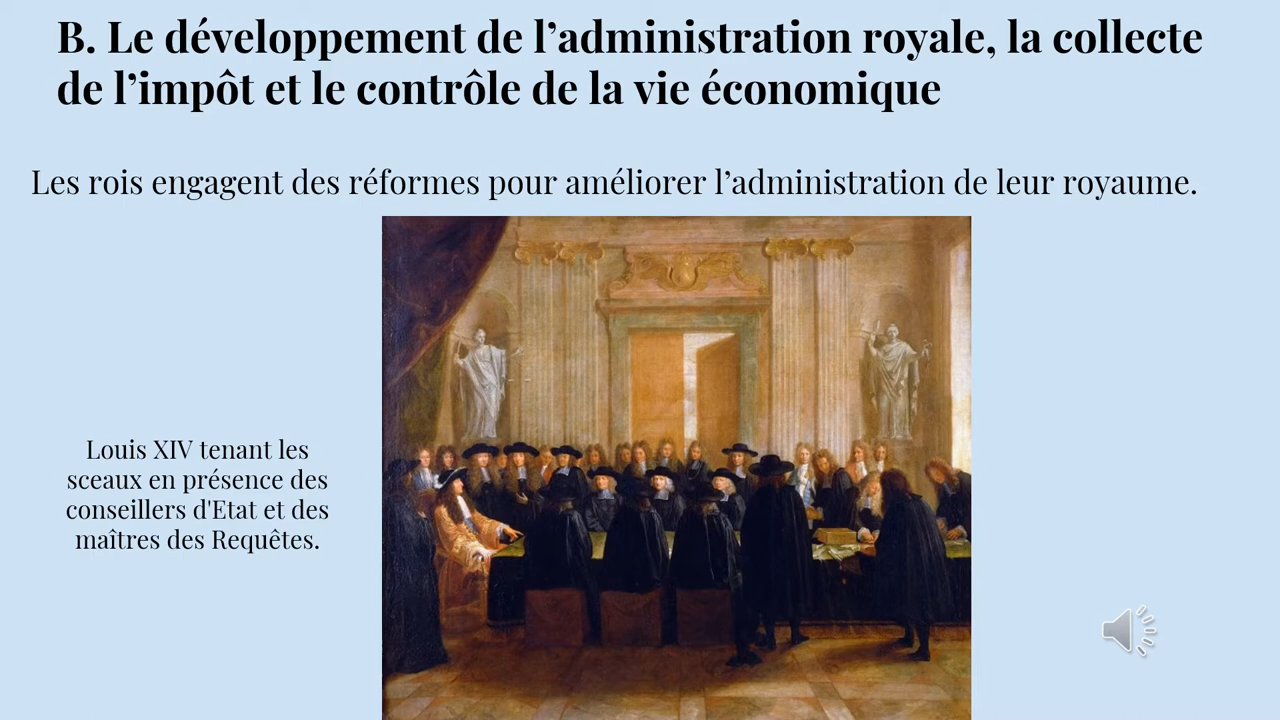 B. Le développement de l’administration royale, la collecte
de l’impôt et le contrôle de la vie économique
Les rois engagent des réformes pour améliorer l’administration de leur royaume.
Louis XIV tenant les
sceaux en présence des
conseillers d'Etat et des
maîtres des Requêtes.